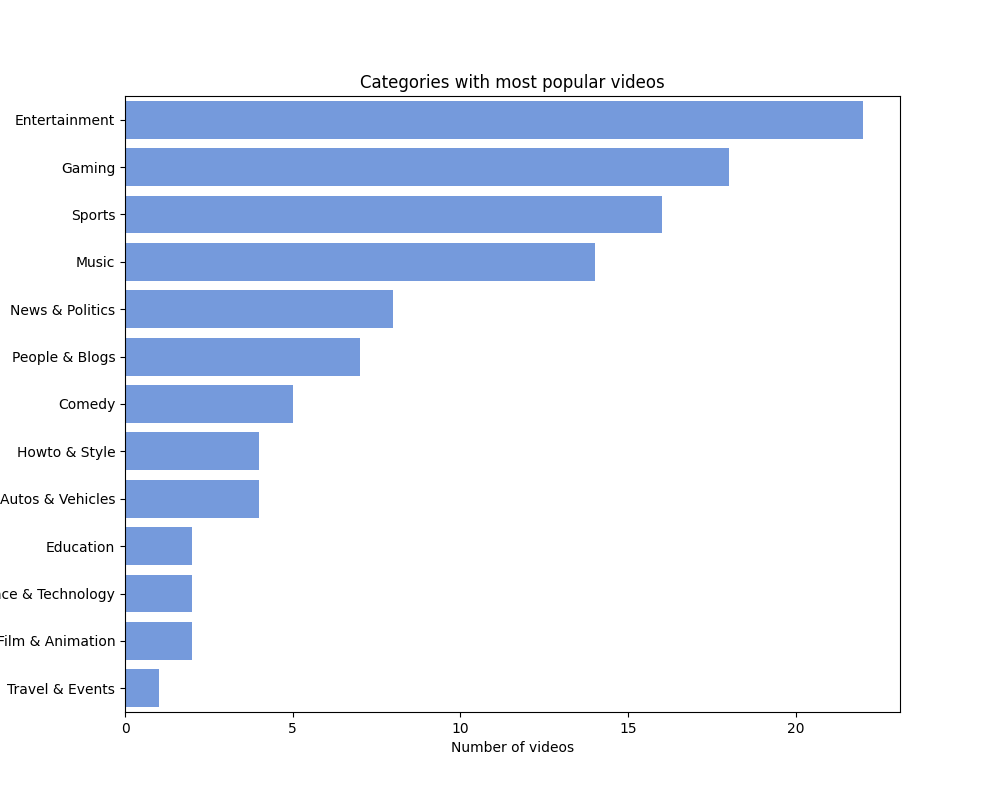 Categories with most popular videos
Entertainment
Gaming
Sports
Music
News & Politics
People & Blogs
Comedy
Howto & Style
Autos & Vehicles
Education
& Technology
Film & Animation
Travel & Events
0 5 10 15 20
Number of videos